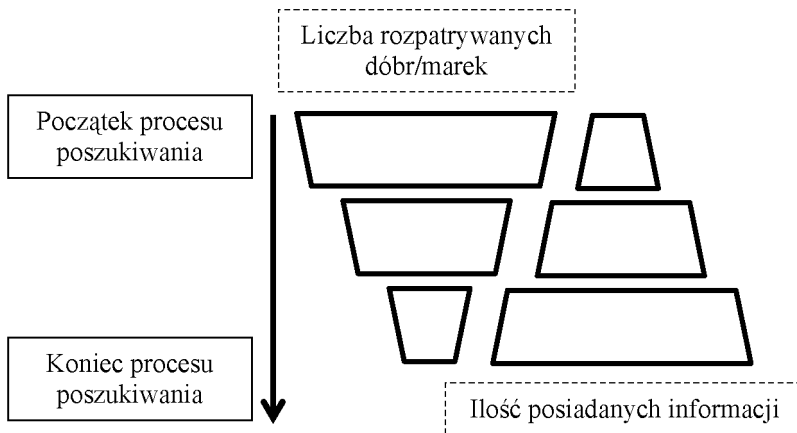 Liczba rozpatrywanych
dóbr/marek
Początek procesu
poszukiwania
Koniec procesu
poszukiwania
Ilość posiadanych informacji